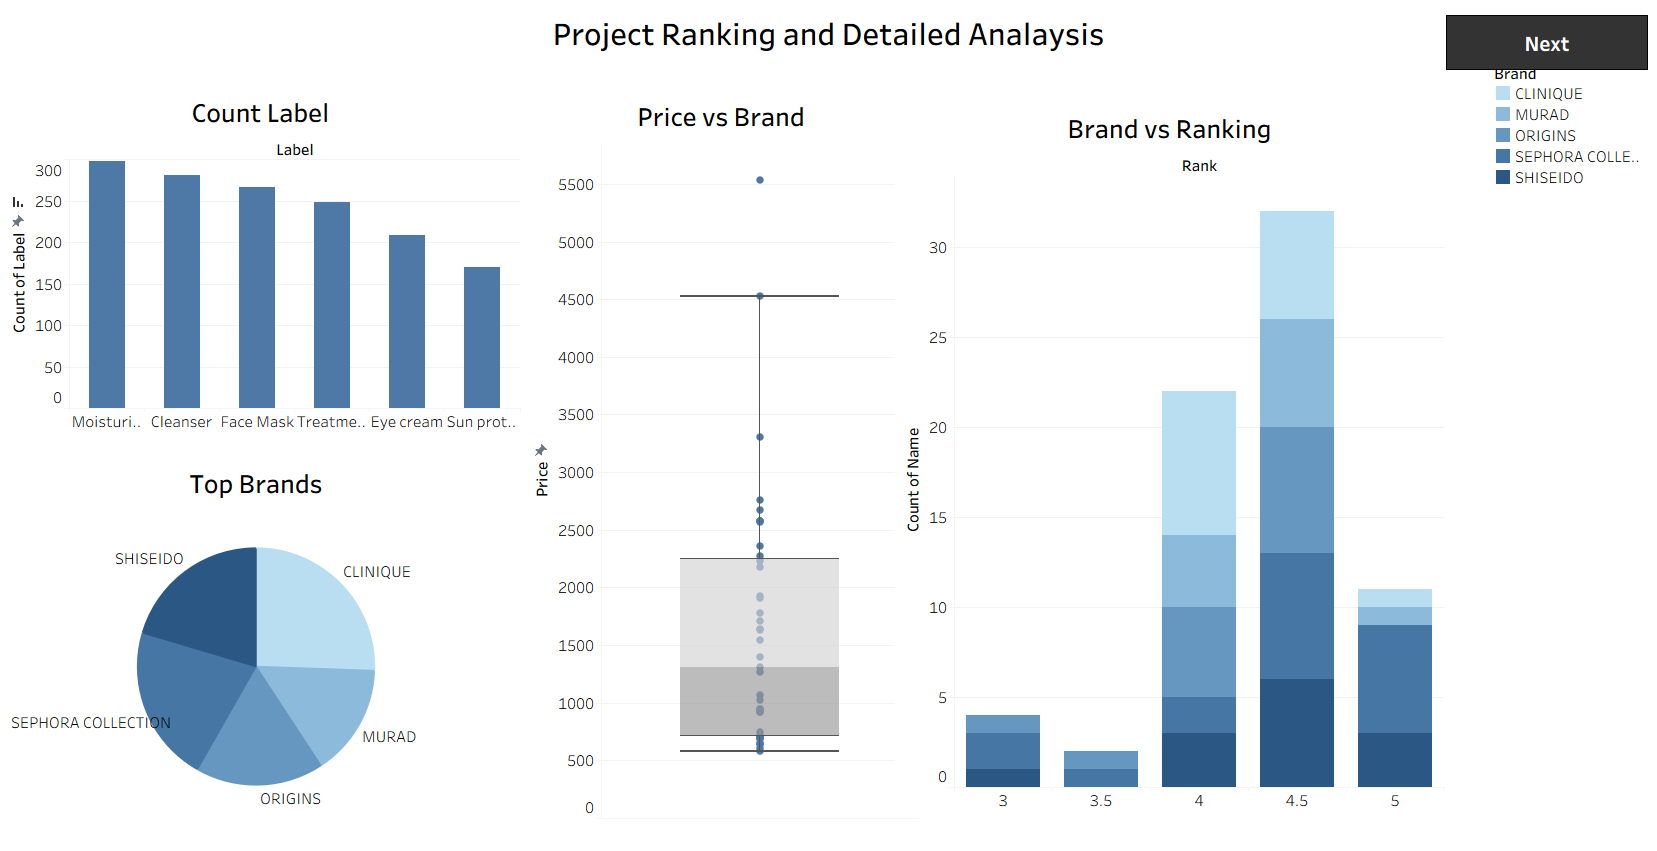 Project Ranking and Detailed Analaysis
Next
Brand
CLINIQUE
MURAD
ORIGINS
SEPHORA COLLE..
SHISEIDO
Count Label
Label
Count of Label
300
250
200
150
100
50
0
Moisturi.. Cleanser Face Mask Treatme.. Eye cream Sun prot..
Top Brands
SHISEIDO
CLINIQUE
SEPHORA COLLECTION
MURAD
ORIGINS
Price vs Brand
Price
5500
5000
4500
4000
3500
3000
2500
2000
1500
1000
500
0
Brand vs Ranking
Rank
Count of Name
30
25
20
15
10
5
0
3 3.5 4 4.5 5